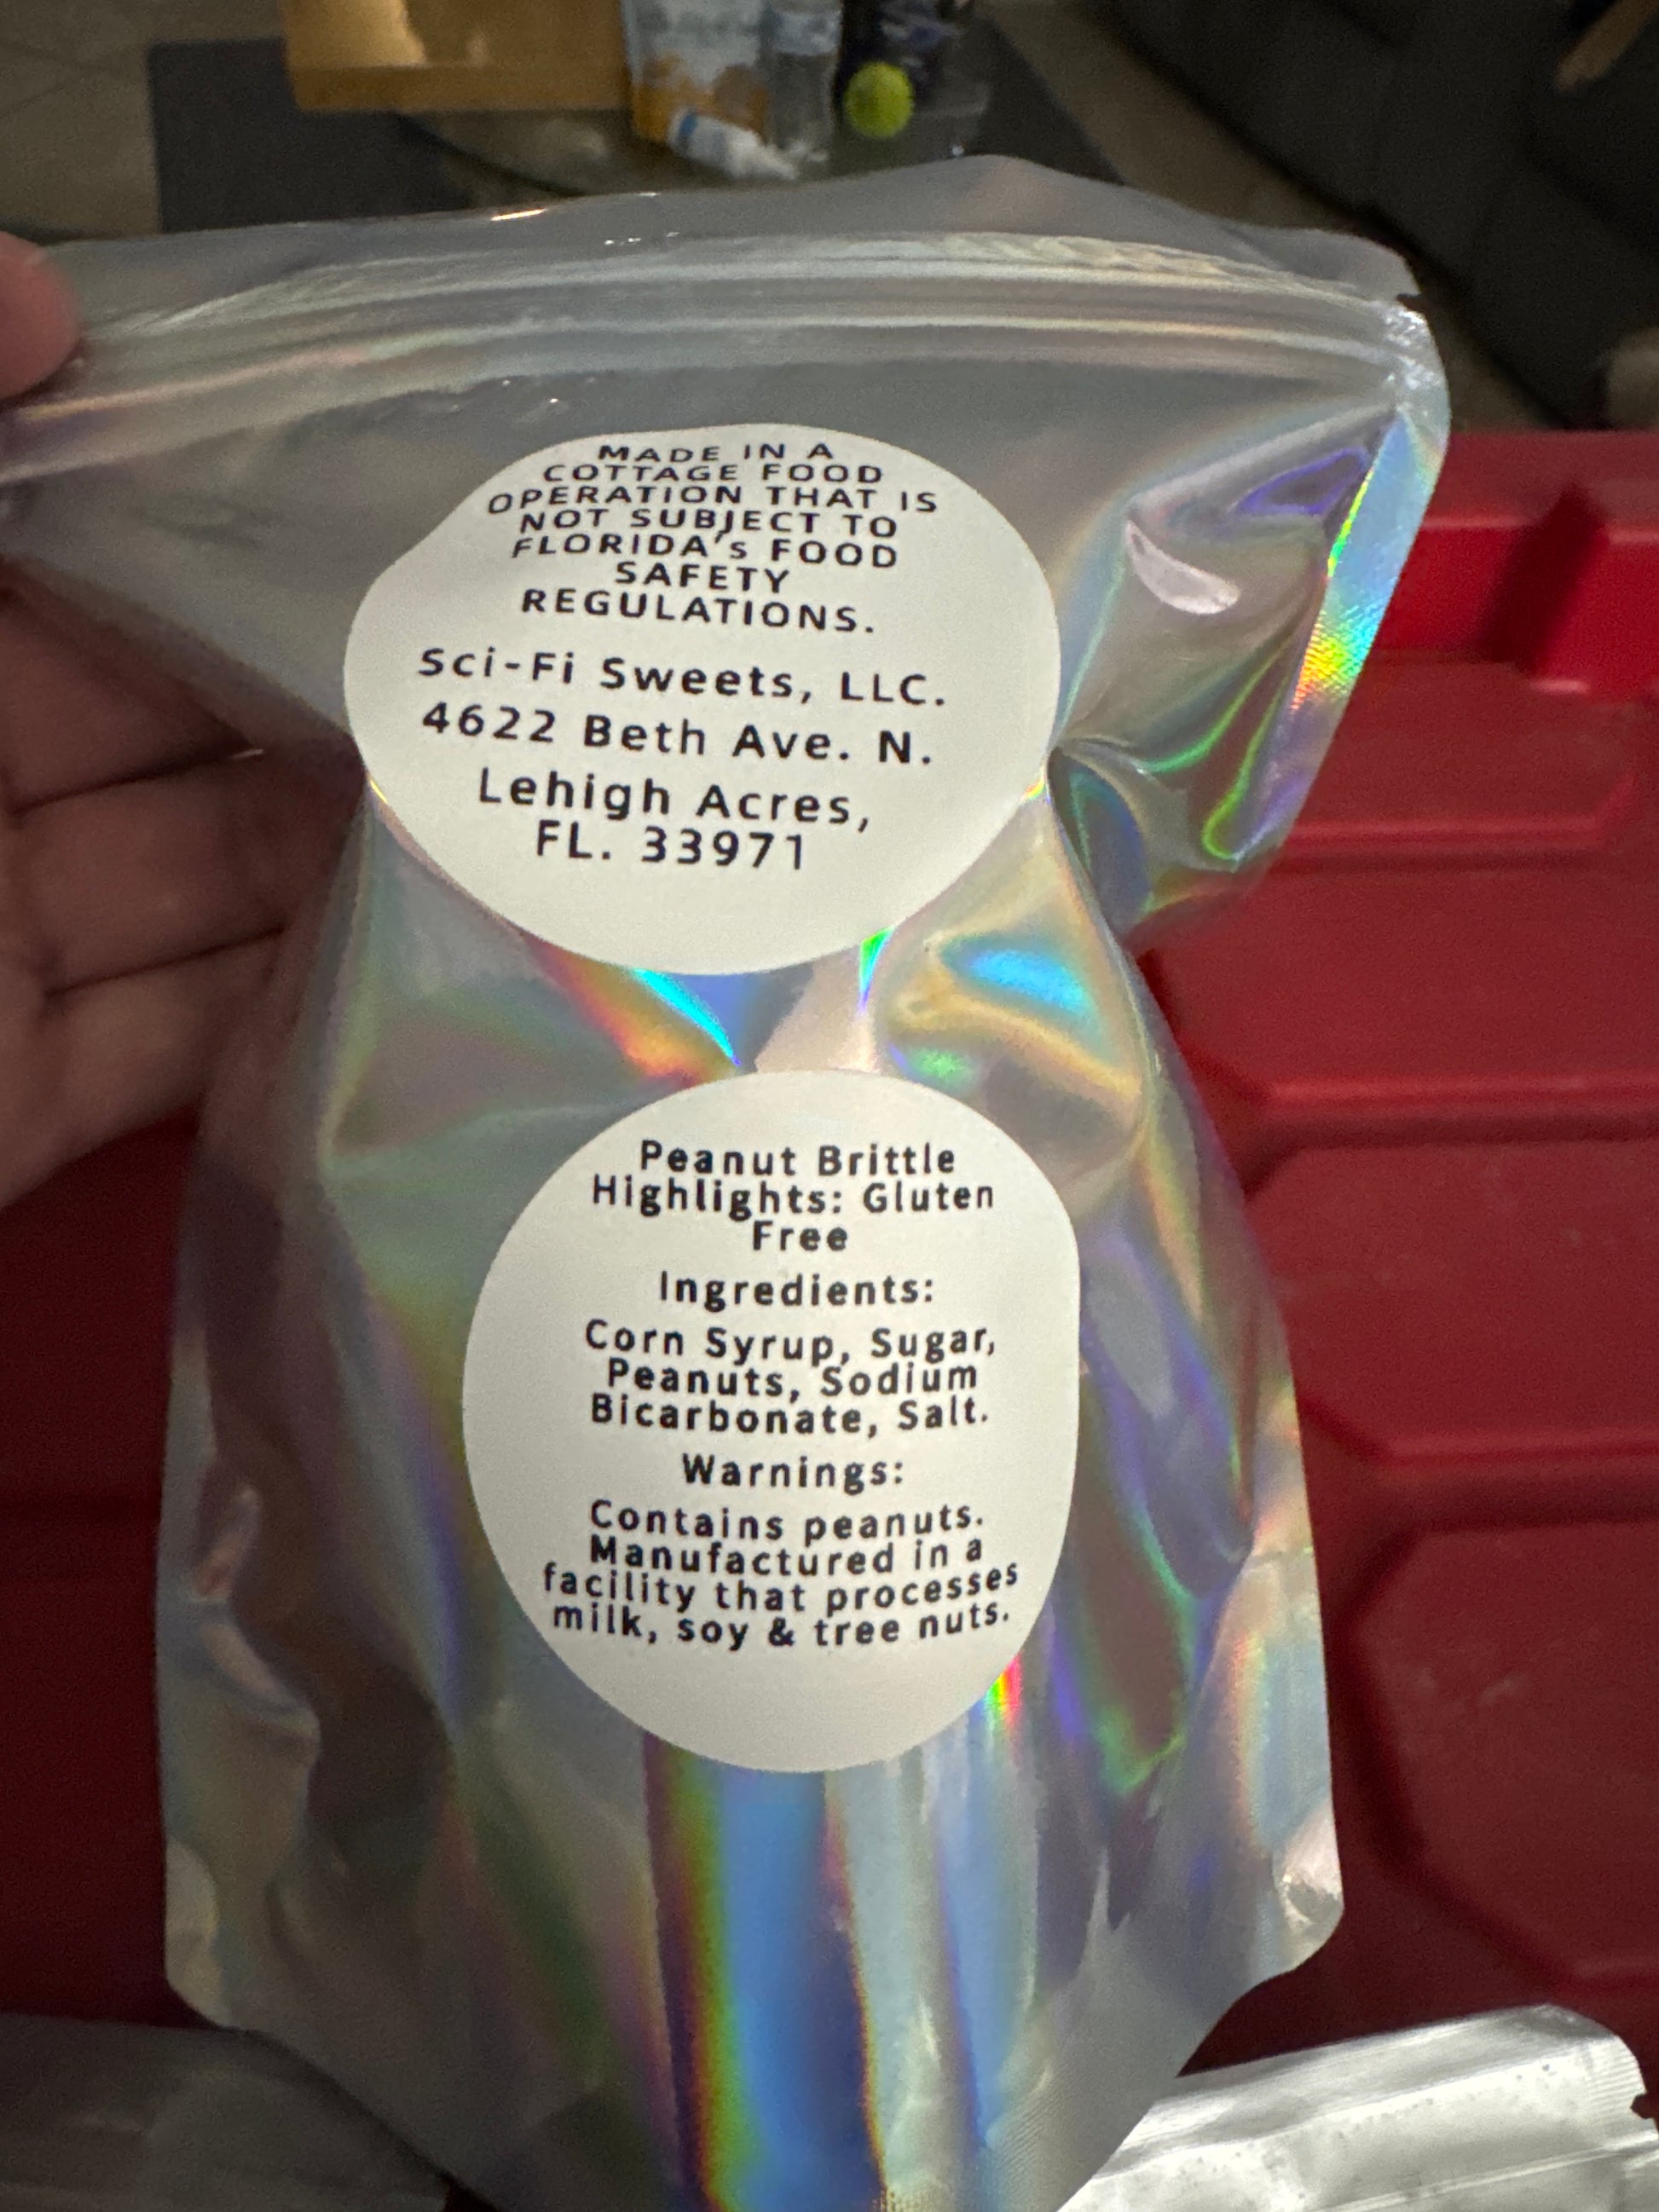 MADE IN A
COTTAGE FOOD
OPERATION THAT IS
NOT SUBJECT TO
FLORIDA's FOOD
SAFETY
REGULATIONS.
Sci-Fi Sweets, LLC.
4622 Beth Ave. N.
Lehigh Acres,
FL. 33971
Peanut Brittle
Highlights: Gluten
Free
Ingredients:
Corn Syrup, Sugar,
Peanuts, Sodium
Bicarbonate, Salt.
Warnings:
Contains peanuts.
Manufactured in a
facility that processes
milk, soy & tree nuts.